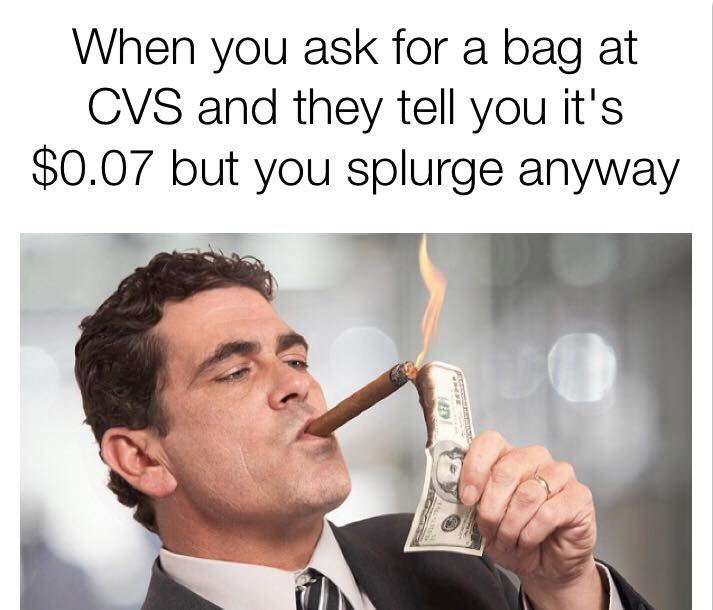 When you ask for a bag at
CVS and they tell you it's
$0.07 but you splurge anyway